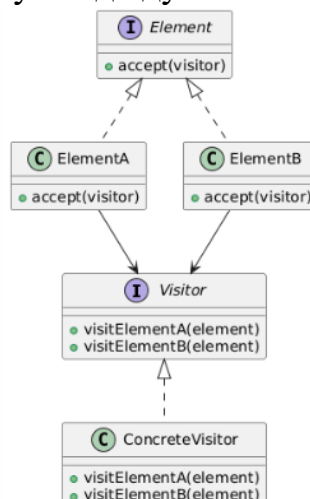 I Element
accept(visitor)
C ElementA
C ElementB
accept(visitor)
accept(visitor)
I Visitor
visitElementA(element)
visitElementB(element)
C ConcreteVisitor
visitElementA(element)
visitElementB(element)